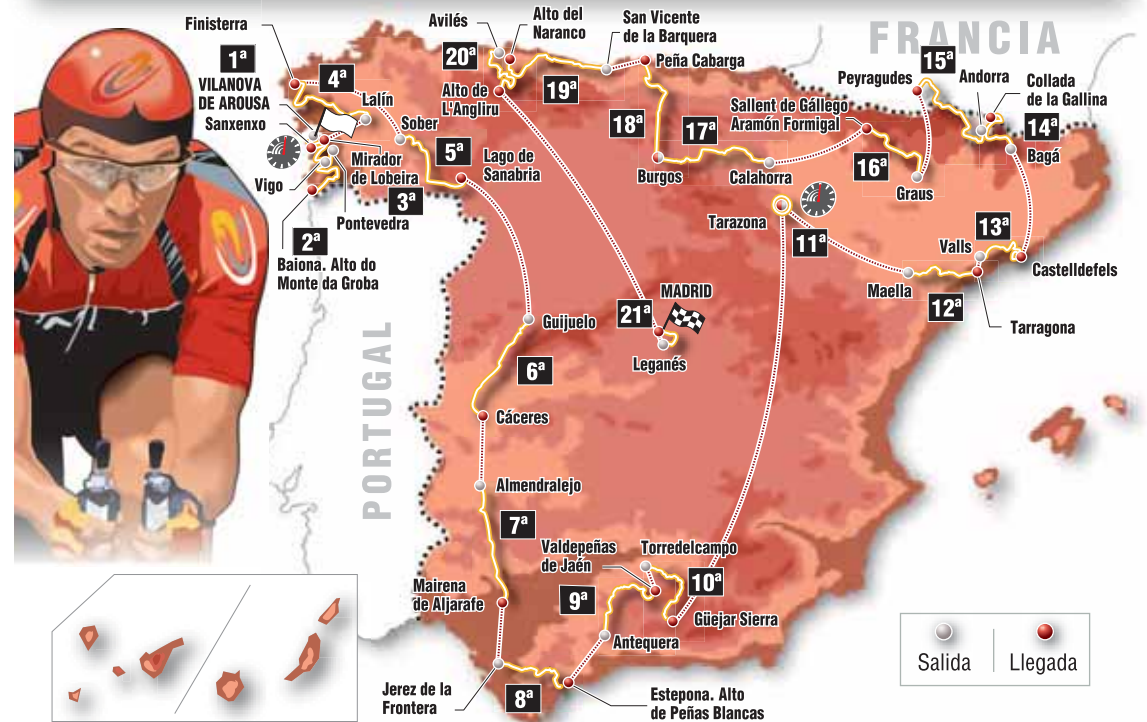 Finisterra
1ª
VILANOVA
DE AROUSA
Sanxenxo
4ª
Lalín
Sober
Vigo
Mirador
de Lobeira
3ª
Pontevedra
2ª
Baiona. Alto do
Monte da Groba
5ª
Lago de
Sanabria
Avilés
20ª
Alto del
Naranco
Alto de
L'Angliru
19ª
San Vicente
de la Barquera
Peña Cabarga
18ª
Burgos
17ª
Calahorra
Sallent de Gállego
Aramón Formigal
16ª
Graus
FRANCIA
15ª
Peyragudes
Andorra
Collada
de la Gallina
14ª
Bagá
13ª
Valls
Castelldefels
Tarragona
12ª
Maella
11ª
Tarazona
21ª
MADRID
Leganés
Guijuelo
6ª
Cáceres
PORTUGAL
Almendralejo
7ª
Mairena
de Aljarafe
Jerez de la
Frontera
8ª
Estepona. Alto
de Peñas Blancas
Antequera
9ª
Valdepeñas
de Jaén
Torredelcampo
10ª
Güejar Sierra
Salida
Llegada